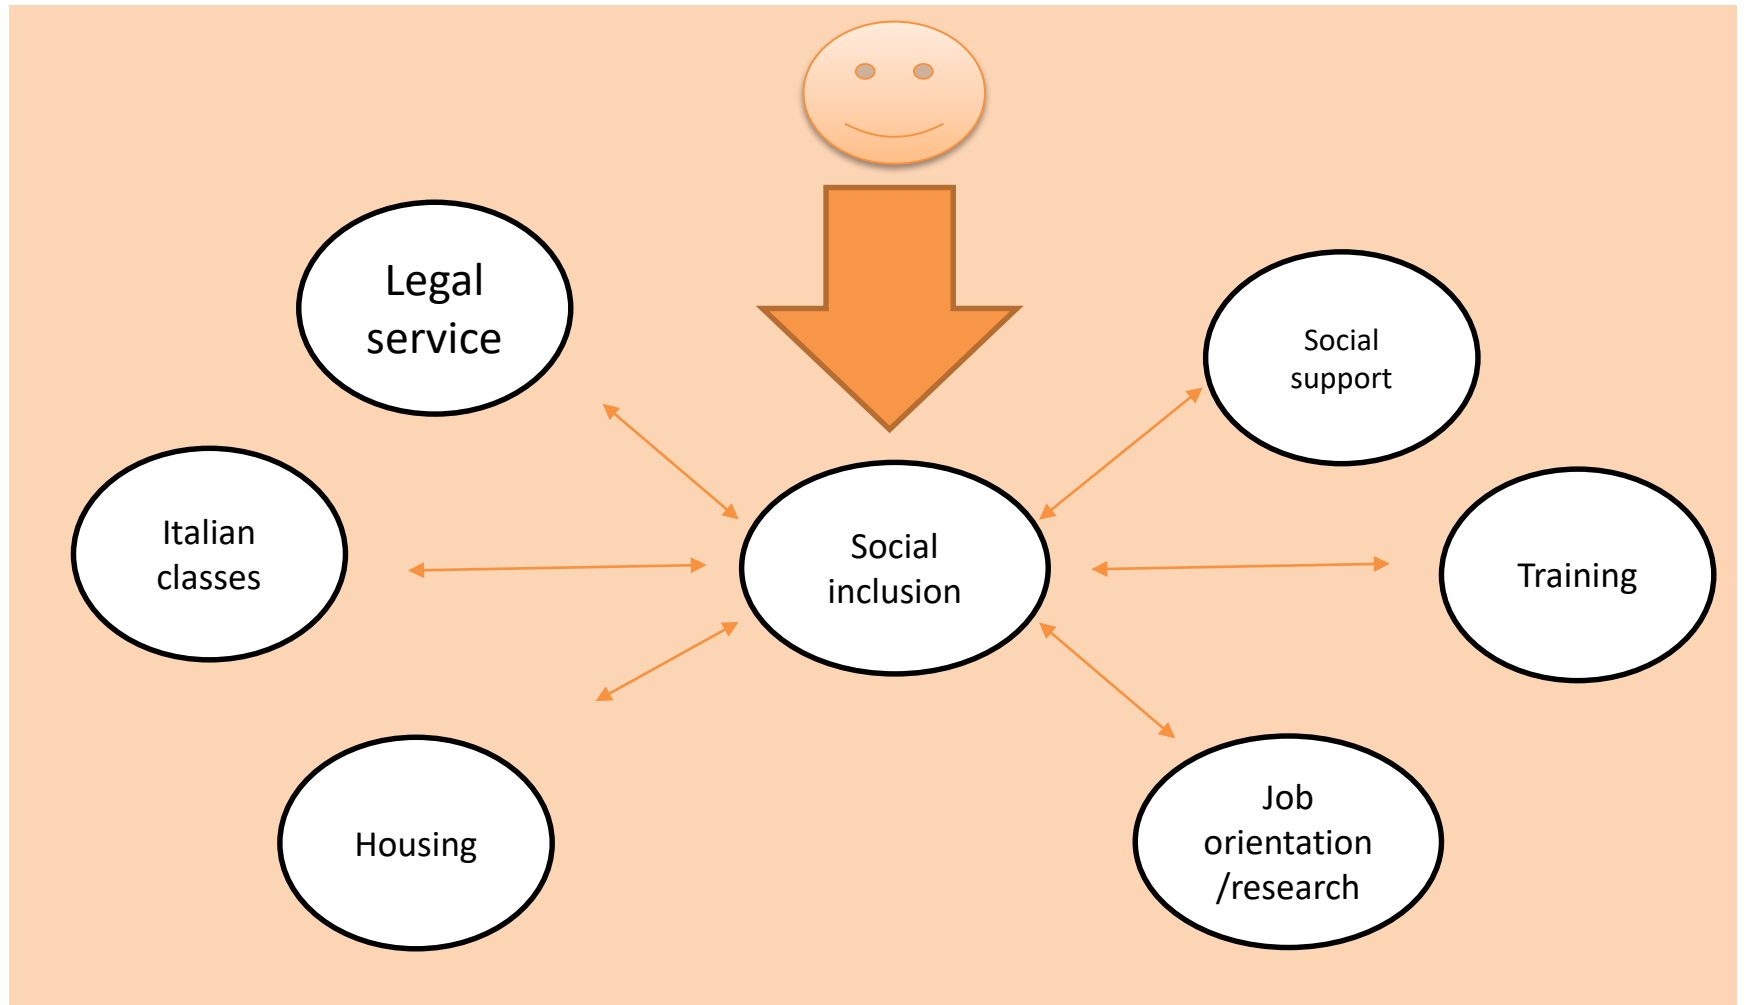 Legal
service
Social
support
Italian
classes
Social
inclusion
Training
Housing
Job
orientation
/research